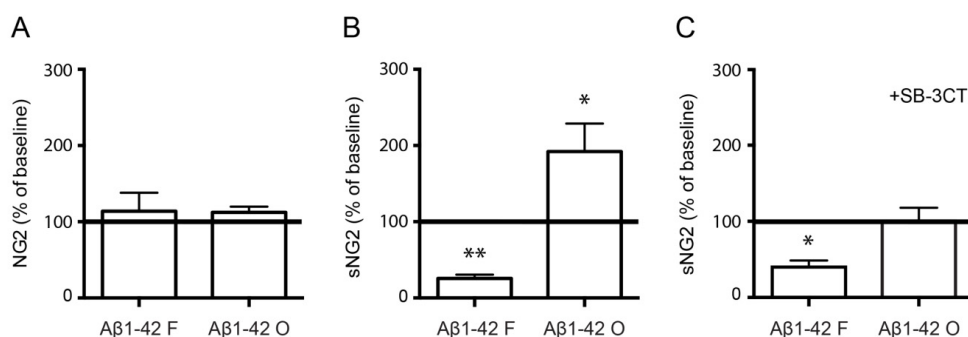 A
NG2 (% of baseline)
300
200
100
0
Aβ1-42 F
Aβ1-42 O
B
sNG2 (% of baseline)
300
200
100
0
**
*
Aβ1-42 F
Aβ1-42 O
C
sNG2 (% of baseline)
300
200
100
0
+SB-3CT
*
Aβ1-42 F
Aβ1-42 O